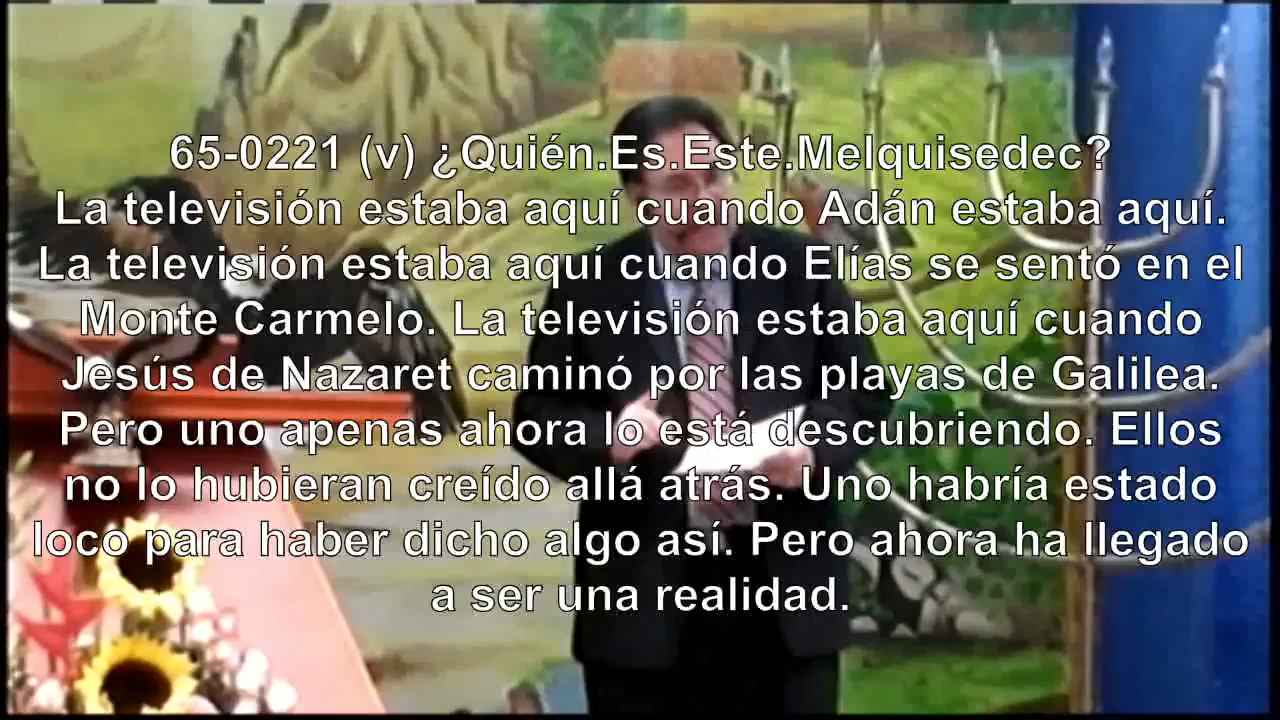 65-0221 (v) ¿Quién.Es.Este.Melquisedec?
La televisión estaba aquí cuando Adán estaba aquí.
La televisión estaba aquí cuando Elías se sentó en el
Monte Carmelo. La televisión estaba aquí cuando
Jesús de Nazaret caminó por las playas de Galilea.
Pero uno apenas ahora lo está descubriendo. Ellos
no lo hubieran creído allá atrás. Uno habría estado
loco para haber dicho algo así. Pero ahora ha llegado
a ser una realidad.